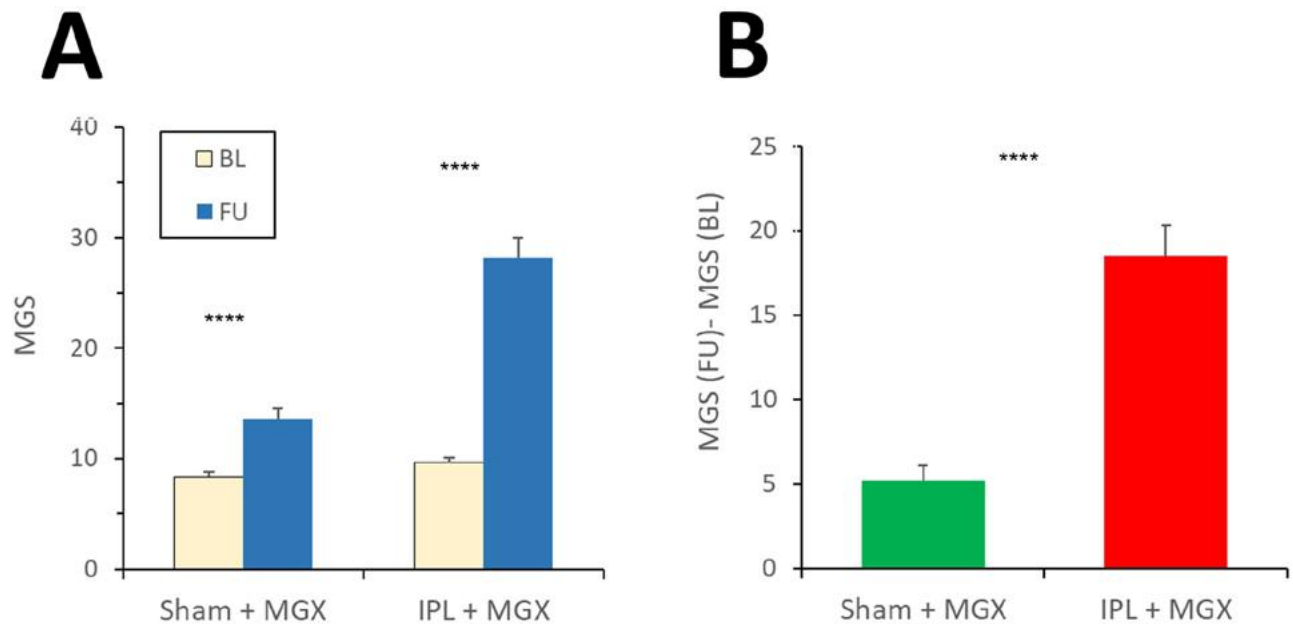 A
MGS
40
30
20
10
0
BL
FU
****
****
Sham + MGX
IPL + MGX
B
MGS (FU)- MGS (BL)
25
20
15
10
5
0
****
Sham + MGX
IPL + MGX